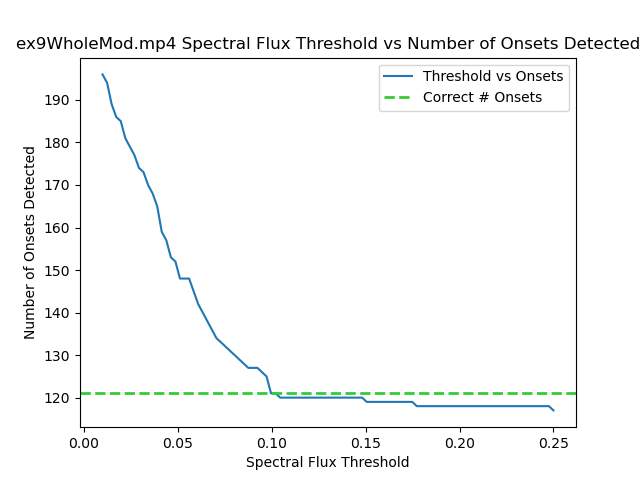 ex9WholeMod.mp4 Spectral Flux Threshold vs Number of Onsets Detected
Threshold vs Onsets
Correct # Onsets
Number of Onsets Detected
190
180
170
160
150
140
130
120
0.00 0.05 0.10 0.15 0.20 0.25
Spectral Flux Threshold